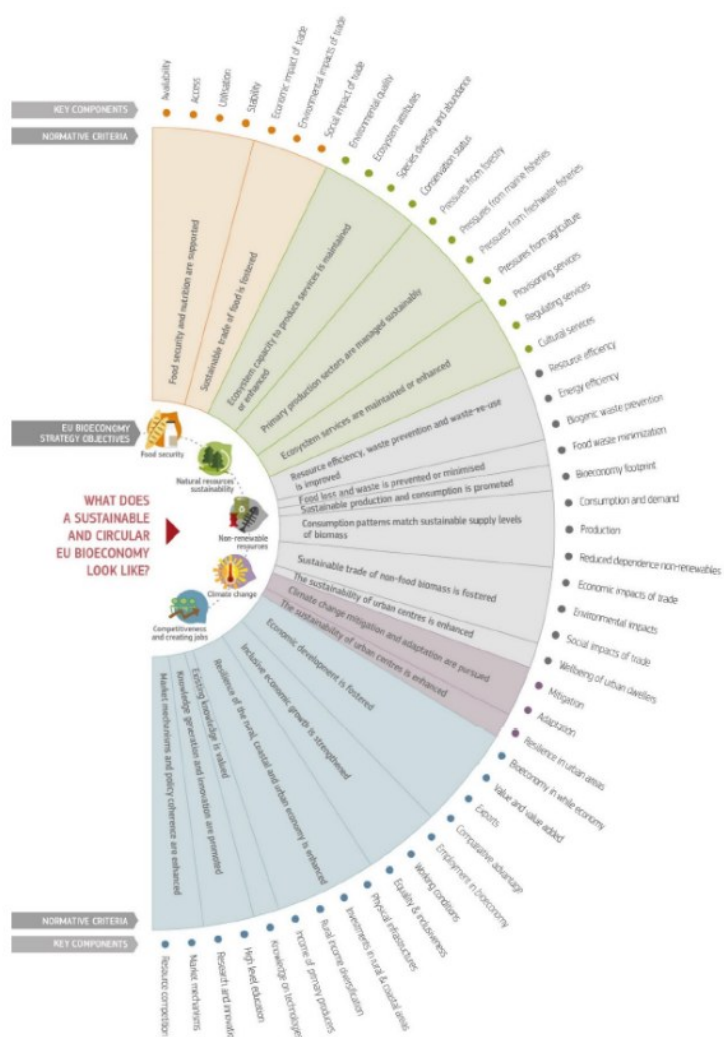 Availability
Access
Utilisation
Stability
Economic impact of trade
Environmental impacts of trade
Social impact of trade
Environmental quality
Ecosystem attributes
Species diversity and abundance
Conservation status
Pressures from forestry
Pressures from marine fisheries
Pressures from freshwater fisheries
Pressures from agriculture
Provisioning services
Regulating services
Cultural services
Resource efficiency
Energy efficiency
Biogenic waste prevention
Food waste minimization
Bioeconomy footprint
Consumption and demand
Production
Reduced dependence non-renewables
Economic impacts of trade
Environmental impacts
Social impacts of trade
Wellbeing of urban dwellers
Mitigation
Adaptation
Resilience in urban areas
Bioeconomy in while economy
Value and value added
Exports
Comparative advantage
Employment in bioeconomy
Working conditions
Equality & inclusiveness
Physical infrastructures
Investments in rural & coastal areas
Rural income diversification
Income of primary producers
Knowledge on technologies
High level education
Research and innovatio
Market mechanisms
Resource competition
KEY COMPONENTS
NORMATIVE CRITERIA
Food security and nutrition are supported
Sustainable trade of food is fostered
Ecosystem capacity to produce services is maintained
or enhanced
Primary production sectors are managed sustainably
Ecosystem services are maintained or enhanced
Resource efficiency, waste prevention and waste-re-use
is improved
Food loss and waste is prevented or minimised
Sustainable production and consumption is promoted
Consumption patterns match sustainable supply levels
of biomass
Sustainable trade of non-food biomass is fostered
The sustainability of urban centres is enhanced
Climate change mitigation and adaptation are pursued
The sustainability of urban centres is enhanced
Economic development is fostered
Inclusive economic growth is strengthened
Resilience of the rural, coastal and urban economy is enhanced
Existing knowledge is valued
Knowledge generation and innovation are promoted
Market mechanisms and policy coherence are enhanced
EU BIOECONOMY
STRATEGY OBJECTIVES
Food security
Natural resources'
sustainability
Non-renewable
resources
Climate change
Competitiveness
and creating jobs
WHAT DOES
A SUSTAINABLE
AND CIRCULAR
EU BIOECONOMY
LOOK LIKE?
NORMATIVE CRITERIA
KEY COMPONENTS